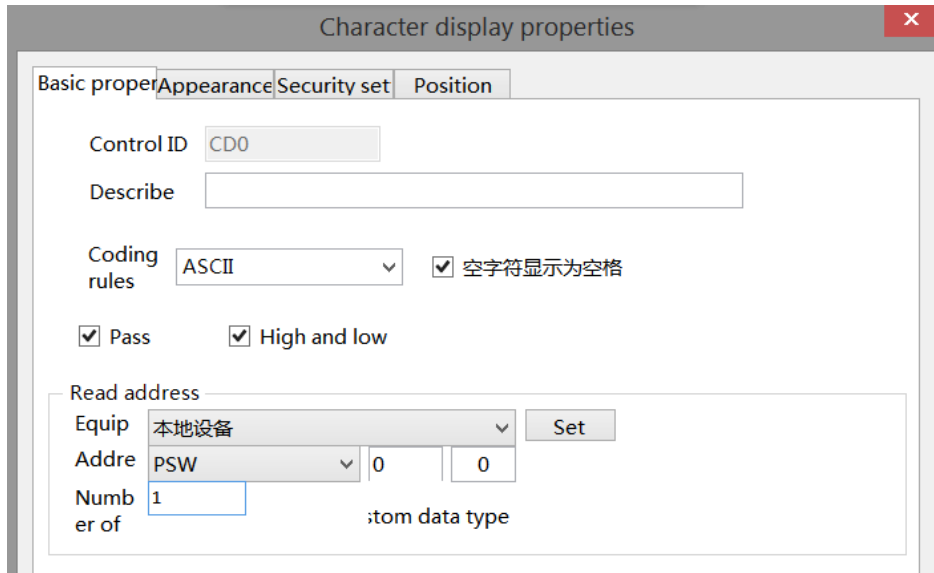 Character display properties
Basic proper Appearance Security set Position
Control ID CD0
Describe
Coding rules ASCII 空字符显示为空格
Pass High and low
Read address
Equip 本地设备 Set
Addre PSW 0 0
Numb
er of 1
stom data type